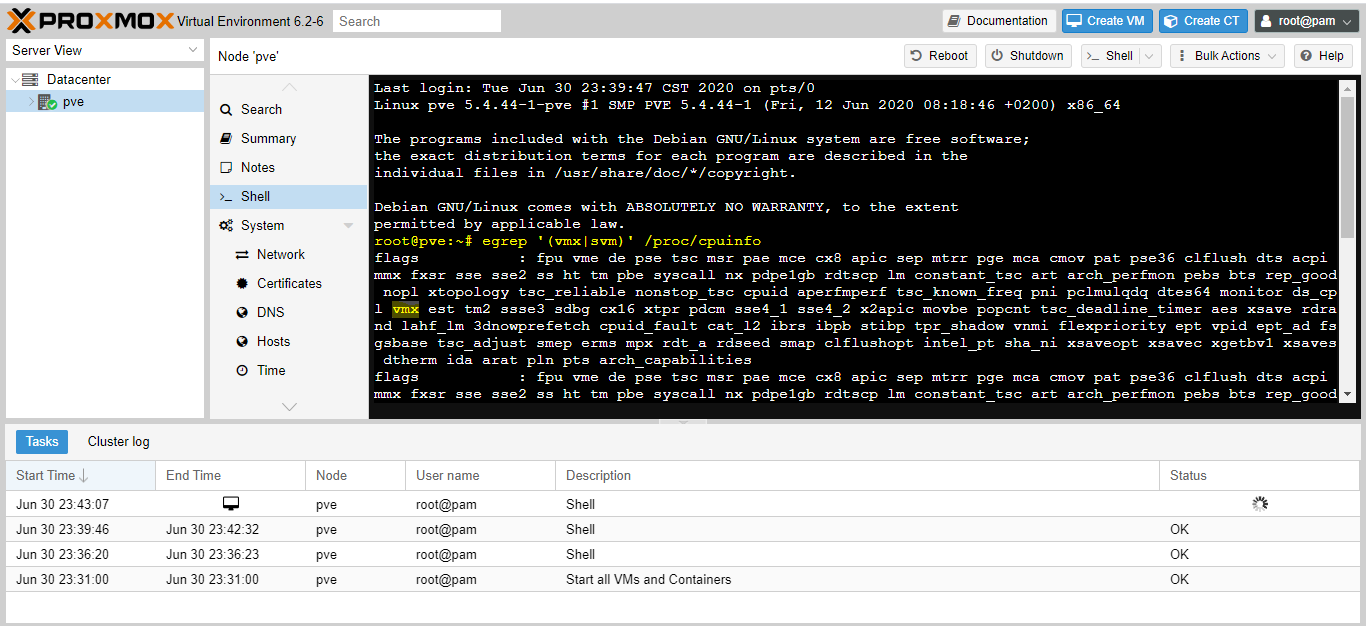 PROXMOX Virtual Environment 6.2-6 Search Documentation Create VM Create CT root@pam
Server View
Datacenter
pve
Node 'pve' Reboot Shutdown Shell Bulk Actions Help
Search
Summary
Notes
Shell
System
Network
Certificates
DNS
Hosts
Time
Last login: Tue Jun 30 23:39:47 CST 2020 on pts/0
Linux pve 5.4.44-1-pve #1 SMP PVE 5.4.44-1 (Fri, 12 Jun 2020 08:18:46 +0200) x86_64
The programs included with the Debian GNU/Linux system are free software;
the exact distribution terms for each program are described in the
individual files in /usr/share/doc/*/copyright.
Debian GNU/Linux comes with ABSOLUTELY NO WARRANTY, to the extent
permitted by applicable law.
root@pve:~# egrep '(vmx|svm)' /proc/cpuinfo
flags : fpu vme de pse tsc msr pae mce cx8 apic sep mtrr pge mca cmov pat pse36 clflush dts acpi
mmx fxsr sse sse2 ss ht tm pbe syscall nx pdpe1gb rdtscp lm constant_tsc art arch_perfmon pebs bts rep_good
nopl xtopology tsc_reliable nonstop_tsc cpuid aperfmperf tsc_known_freq pni pclmulqdq dtes64 monitor ds_cp
l vmx est tm2 ssse3 sdbg cx16 xtpr pdcm sse4_1 sse4_2 x2apic movbe popcnt tsc_deadline_timer aes xsave rdra
nd lahf_lm 3dnowprefetch cpuid_fault cat_l2 ibrs ibpb stibp tpr_shadow vnmi flexpriority ept vpid ept_ad fs
gsbase tsc_adjust smep erms mpx rdt_a rdseed smap clflushopt intel_pt sha_ni xsaveopt xsavec xgetbv1 xsaves
dtherm ida arat pln pts arch_capabilities
flags : fpu vme de pse tsc msr pae mce cx8 apic sep mtrr pge mca cmov pat pse36 clflush dts acpi
mmx fxsr sse sse2 ss ht tm pbe syscall nx pdpe1gb rdtscp lm constant_tsc art arch_perfmon pebs bts rep_good
Tasks Cluster log
Start Time End Time Node User name Description Status
Jun 30 23:43:07 pve root@pam Shell
Jun 30 23:39:46 Jun 30 23:42:32 pve root@pam Shell OK
Jun 30 23:36:20 Jun 30 23:36:23 pve root@pam Shell OK
Jun 30 23:31:00 Jun 30 23:31:00 pve root@pam Start all VMs and Containers OK